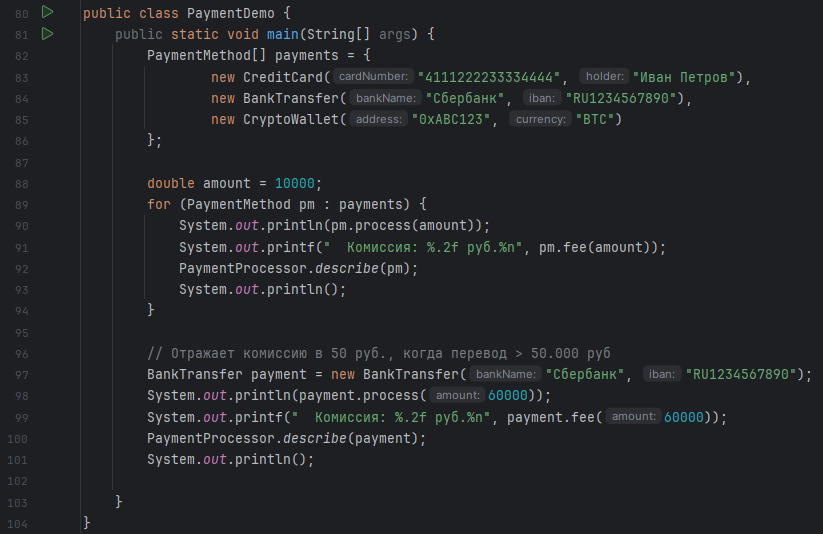 80 public class PaymentDemo {
81 public static void main(String[] args) {
82 PaymentMethod[] payments = {
83 new CreditCard( cardNumber: "4111222233334444", holder: "Иван Петров"),
84 new BankTransfer( bankName: "Сбербанк", iban: "RU1234567890"),
85 new CryptoWallet( address: "0xABC123", currency: "BTC")
86 };
87
88 double amount = 10000;
89 for (PaymentMethod pm : payments) {
90 System.out.println(pm.process(amount));
91 System.out.printf("  Комиссия: %.2f руб.%n", pm.fee(amount));
92 PaymentProcessor.describe(pm);
93 System.out.println();
94 }
95
96 // Отражает комиссию в 50 руб., когда перевод > 50.000 руб
97 BankTransfer payment = new BankTransfer( bankName: "Сбербанк", iban: "RU1234567890");
98 System.out.println(payment.process( amount: 60000));
99 System.out.printf("  Комиссия: %.2f руб.%n", payment.fee( amount: 60000));
100 PaymentProcessor.describe(payment);
101 System.out.println();
102
103 }
104 }